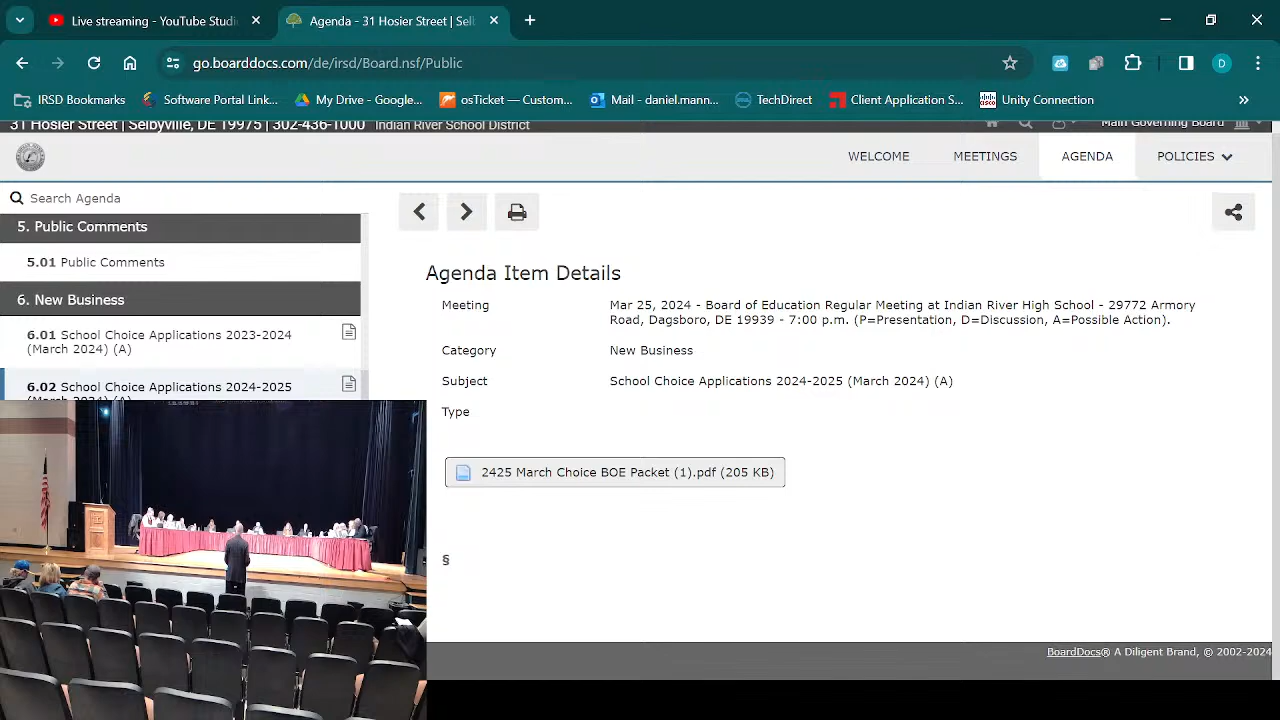 Live streaming - YouTube Studi
Agenda - 31 Hosier Street | Sel
go.boarddocs.com/de/irsd/Board.nsf/Public
D
IRSD Bookmarks
Software Portal Link...
My Drive - Google...
osTicket — Custom...
Mail - daniel.mann...
TechDirect
Client Application S...
Unity Connection
31 Hosier Street | Selbyville, DE 19975 | 302-436-1000 Indian River School District
Main Governing Board
WELCOME
MEETINGS
AGENDA
POLICIES
Search Agenda
5. Public Comments
5.01 Public Comments
6. New Business
6.01 School Choice Applications 2023-2024
(March 2024) (A)
6.02 School Choice Applications 2024-2025
(March 2024) (A)
Agenda Item Details
Meeting
Mar 25, 2024 - Board of Education Regular Meeting at Indian River High School - 29772 Armory
Road, Dagsboro, DE 19939 - 7:00 p.m. (P=Presentation, D=Discussion, A=Possible Action).
Category
New Business
Subject
School Choice Applications 2024-2025 (March 2024) (A)
Type
2425 March Choice BOE Packet (1).pdf (205 KB)
§
BoardDocs® A Diligent Brand, © 2002-2024